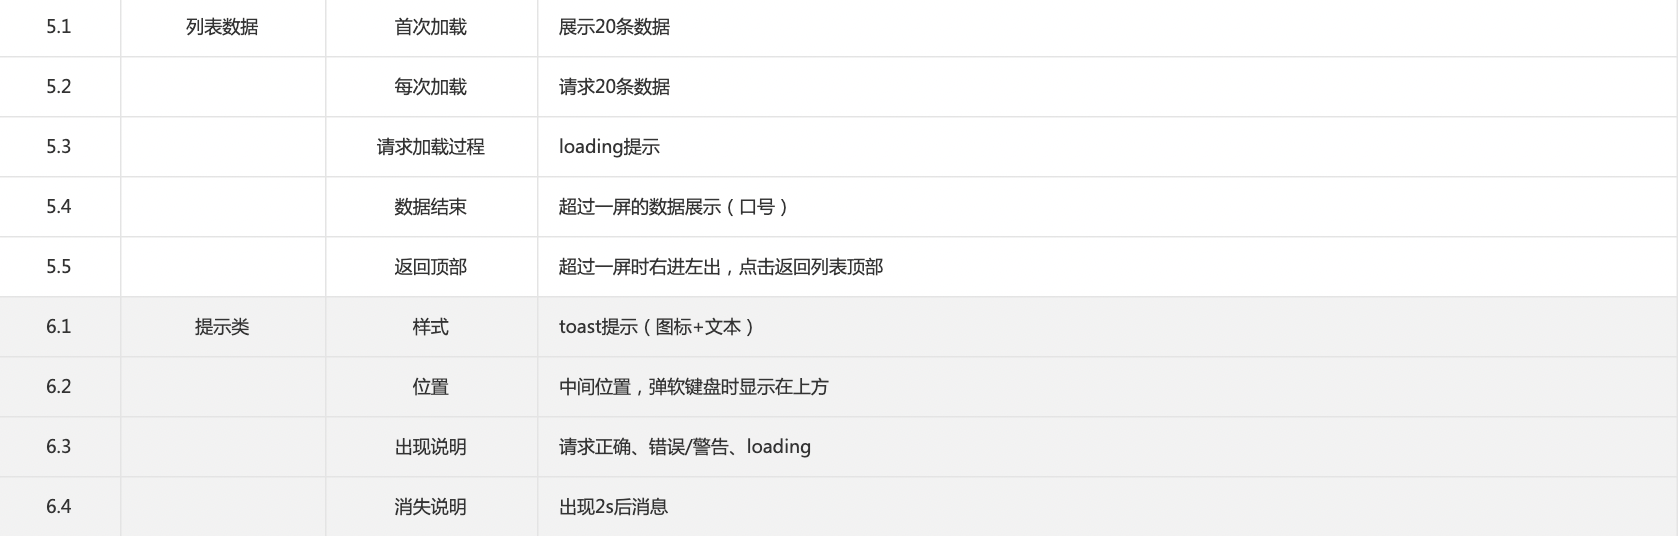 5.1 列表数据 首次加载 展示20条数据
5.2 每次加载 请求20条数据
5.3 请求加载过程 loading提示
5.4 数据结束 超过一屏的数据展示（口号）
5.5 返回顶部 超过一屏时右进左出，点击返回列表顶部
6.1 提示类 样式 toast提示（图标+文本）
6.2 位置 中间位置，弹软键盘时显示在上方
6.3 出现说明 请求正确、错误/警告、loading
6.4 消失说明 出现2s后消息